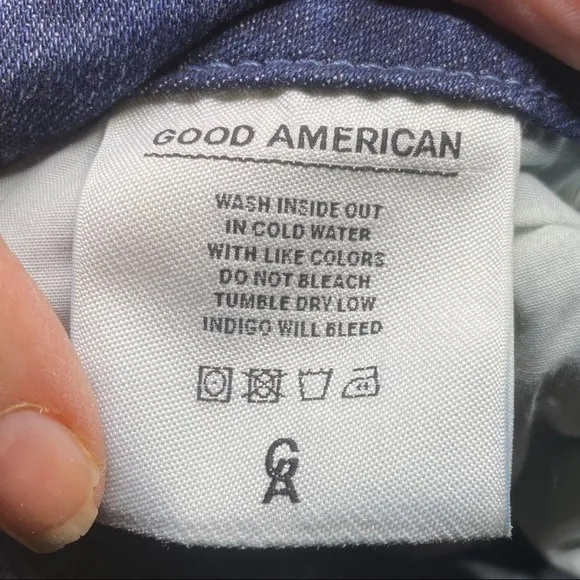 GOOD AMERICAN
WASH INSIDE OUT
IN COLD WATER
WITH LIKE COLORS
DO NOT BLEACH
TUMBLE DRY LOW
INDIGO WILL BLEED
GA